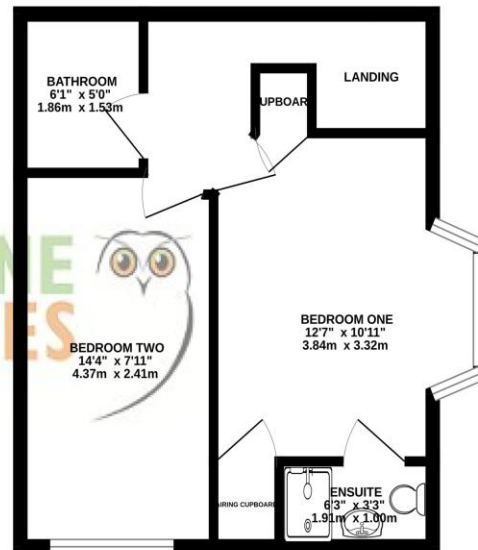 BATHROOM
6'1" x 5'0"
1.86m x 1.53m
UPBOAR
LANDING
NE
ES
BEDROOM ONE
12'7" x 10'11"
3.84m x 3.32m
BEDROOM TWO
14'4" x 7'11"
4.37m x 2.41m
IRING CUPBOAR
ENSUITE
6'3" x 3'3"
1.91m x 1.00m